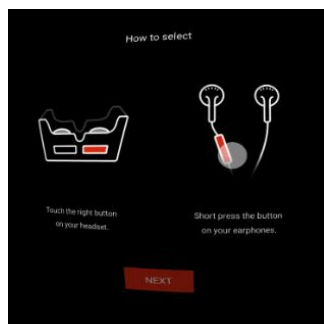 How to select
Touch the right button
on your headset.
Short press the button
on your earphones.
NEXT